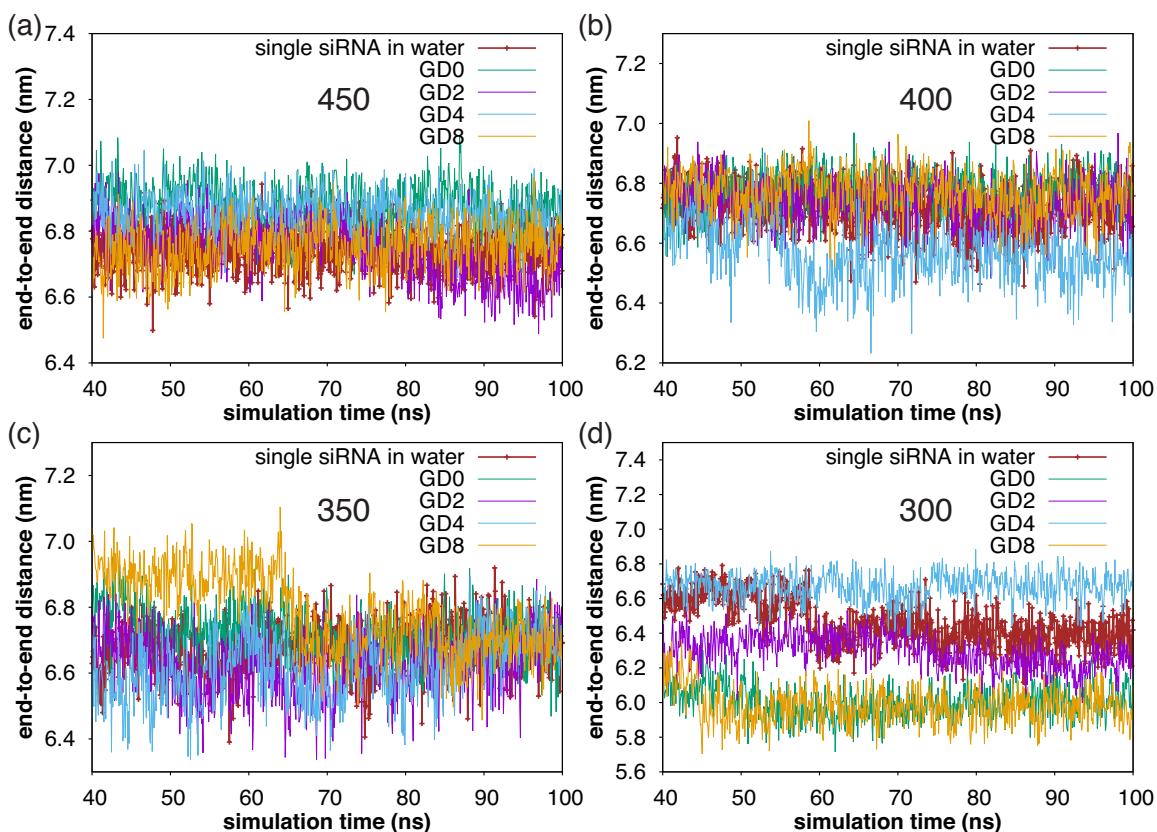 (a)
end-to-end distance (nm)
7.4
7.2
7.0
6.8
6.6
6.4
single siRNA in water
GD0
GD2
GD4
GD8
450
40 50 60 70 80 90 100
simulation time (ns)
(b)
end-to-end distance (nm)
7.2
7.0
6.8
6.6
6.4
6.2
single siRNA in water
GD0
GD2
GD4
GD8
400
40 50 60 70 80 90 100
simulation time (ns)
(c)
end-to-end distance (nm)
7.2
7.0
6.8
6.6
6.4
single siRNA in water
GD0
GD2
GD4
GD8
350
40 50 60 70 80 90 100
simulation time (ns)
(d)
end-to-end distance (nm)
7.4
7.2
7.0
6.8
6.6
6.4
6.2
6.0
5.8
5.6
single siRNA in water
GD0
GD2
GD4
GD8
300
40 50 60 70 80 90 100
simulation time (ns)